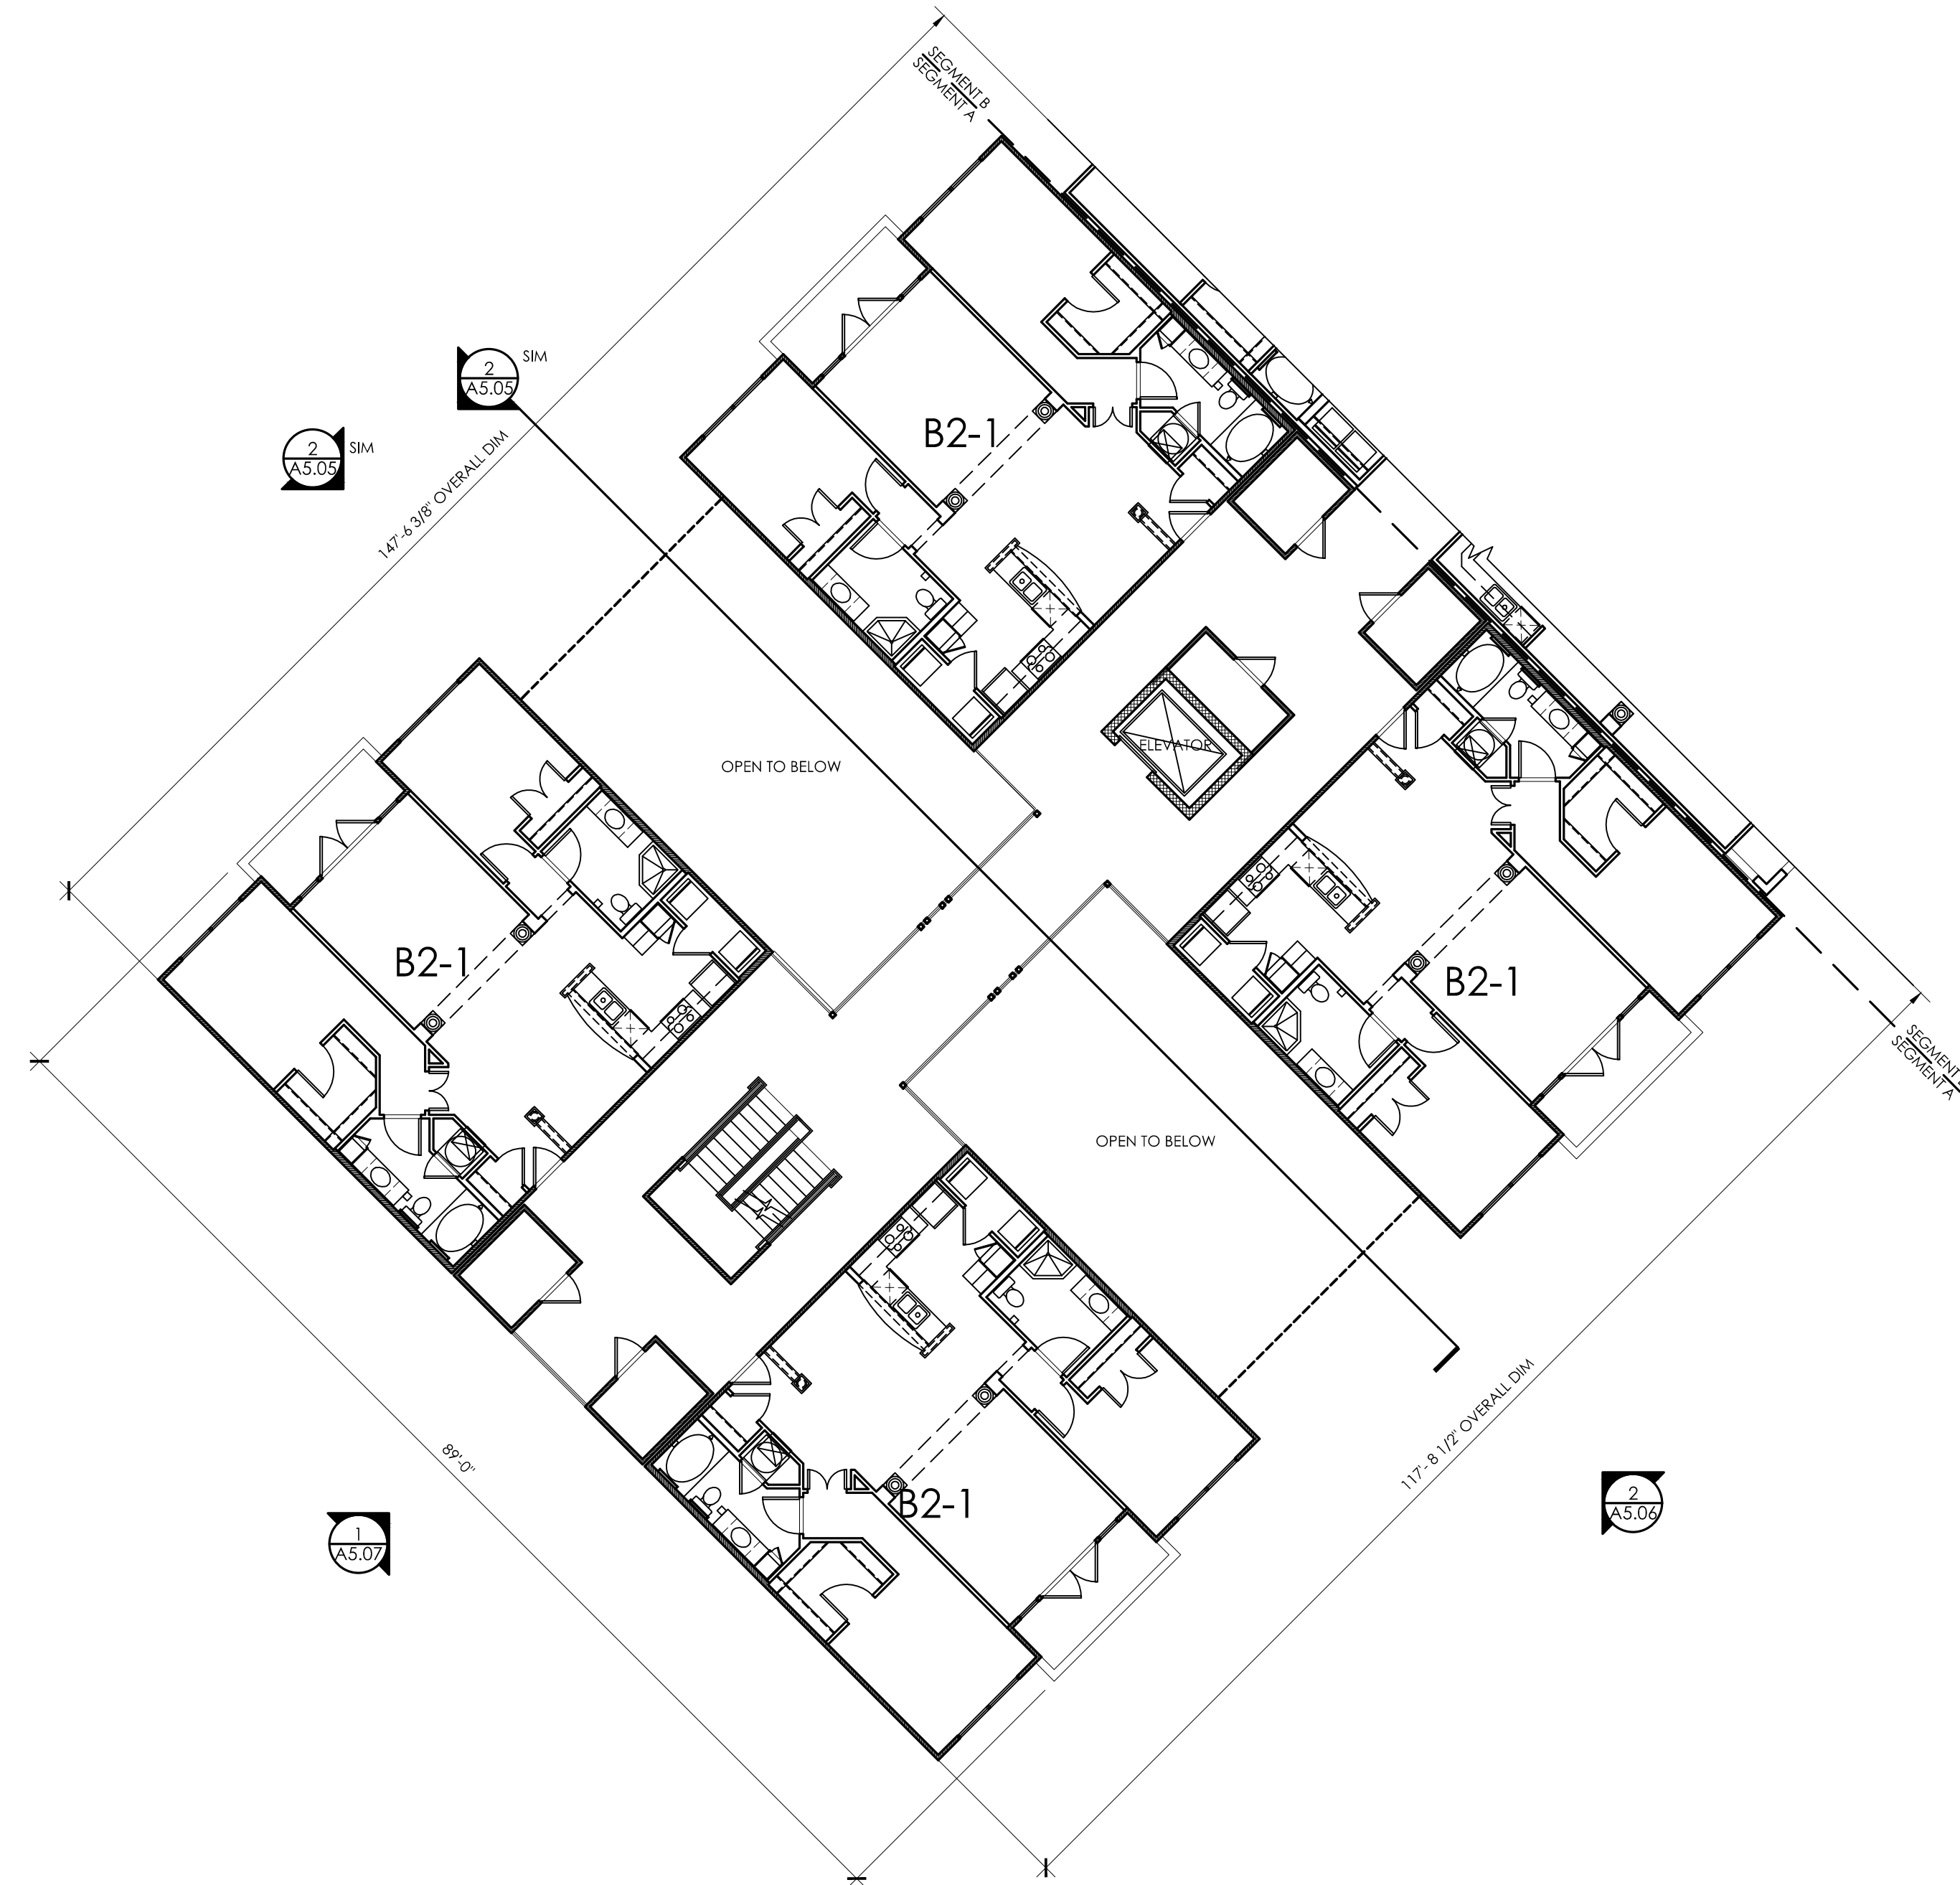 SEGMENT B
SEGMENT A
2
A5.05
SIM
2
A5.05
SIM
147'-6 3/8" OVERALL DIM
B2-1
ELEVATOR
OPEN TO BELOW
B2-1
B2-1
SEGMENT
SEGMENT A
OPEN TO BELOW
117'- 8 1/2" OVERALL DIM
89'-0"
B2-1
2
A5.06
1
A5.07